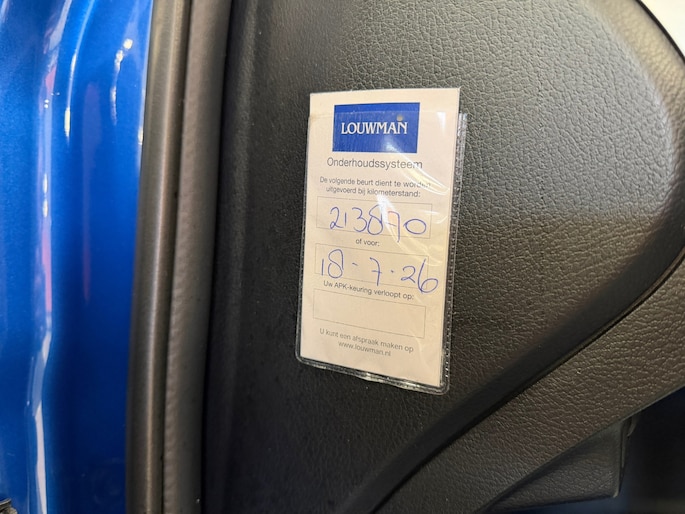 LOUWMAN
Onderhoudssysteem
De volgende beurt dient te worden
uitgevoerd bij kilometerstand:
213870
of voor:
18-7-26
Uw APK-keuring verloopt op:
U kunt een afspraak maken op
www.louwman.nl